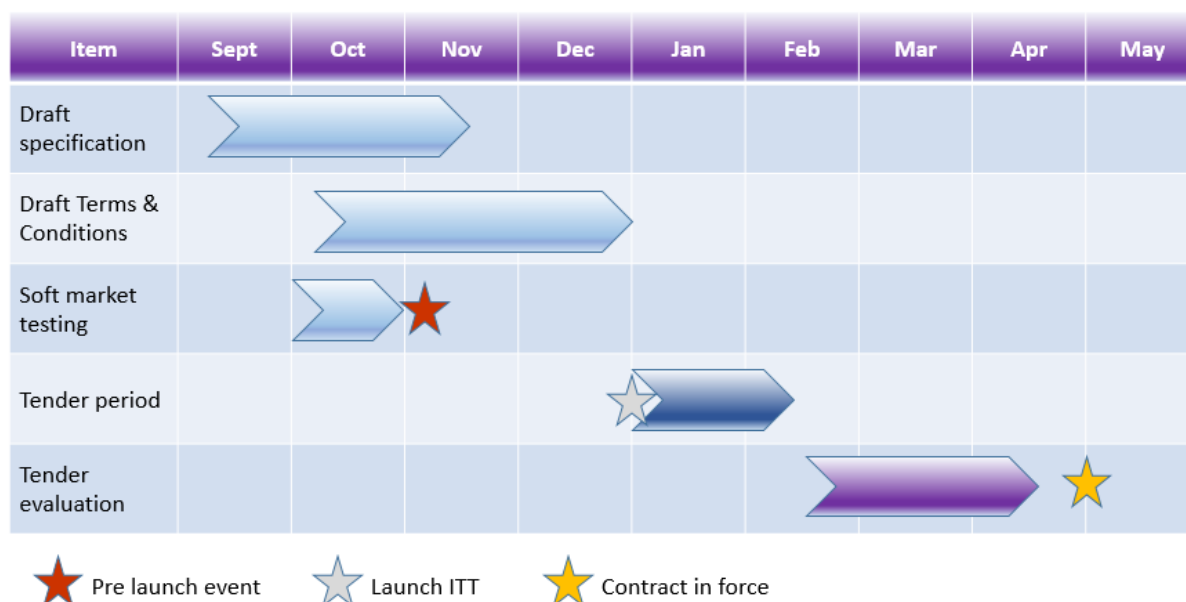 Item Sept Oct Nov Dec Jan Feb Mar Apr May
Draft
specification
Draft Terms &
Conditions
Soft market
testing
Tender period
Tender
evaluation
Pre launch event Launch ITT Contract in force